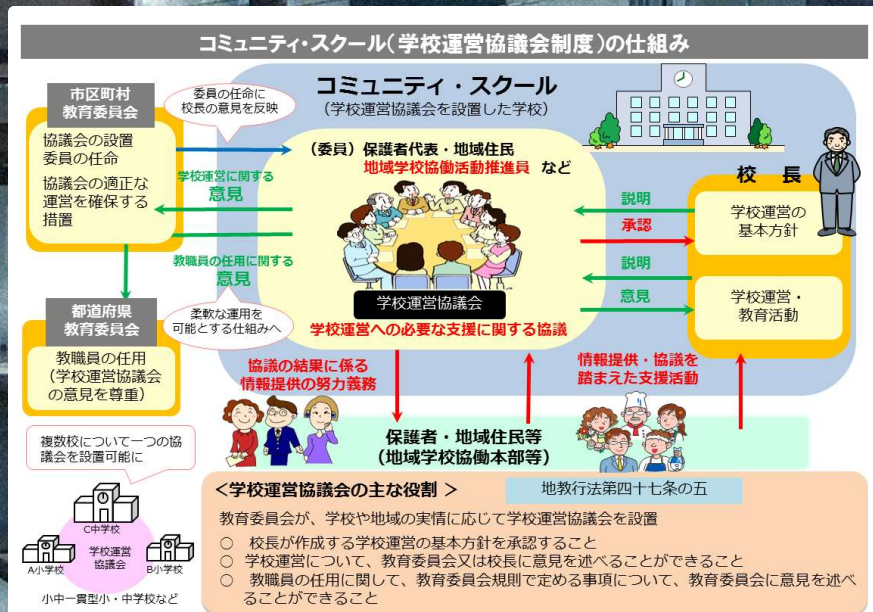 コミュニティ・スクール(学校運営協議会制度)の仕組み
市区町村
教育委員会
協議会の設置
委員の任命
協議会の適正な
運営を確保する
措置
委員の任命に
校長の意見を反映
コミュニティ・スクール
(学校運営協議会を設置した学校)
(委員)保護者代表・地域住民
地域学校協働活動推進員 など
学校運営に関する
意見
教職員の任用に関する
意見
柔軟な運用を
可能とする仕組みへ
学校運営協議会
学校運営への必要な支援に関する協議
校 長
説明
承認
学校運営の
基本方針
説明
意見
学校運営・
教育活動
都道府県
教育委員会
教職員の任用
(学校運営協議会
の意見を尊重)
協議の結果に係る
情報提供の努力義務
情報提供・協議を
踏まえた支援活動
保護者・地域住民等
(地域学校協働本部等)
複数校について一つの協
議会を設置可能に
C中学校
学校運営
協議会
A小学校
B小学校
小中一貫型小・中学校など
<学校運営協議会の主な役割 >
地教行法第四十七条の五
教育委員会が、学校や地域の実情に応じて学校運営協議会を設置
○ 校長が作成する学校運営の基本方針を承認すること
○ 学校運営について、教育委員会又は校長に意見を述べることができること
○ 教職員の任用に関して、教育委員会規則で定める事項について、教育委員会に意見を述べ
ることができること